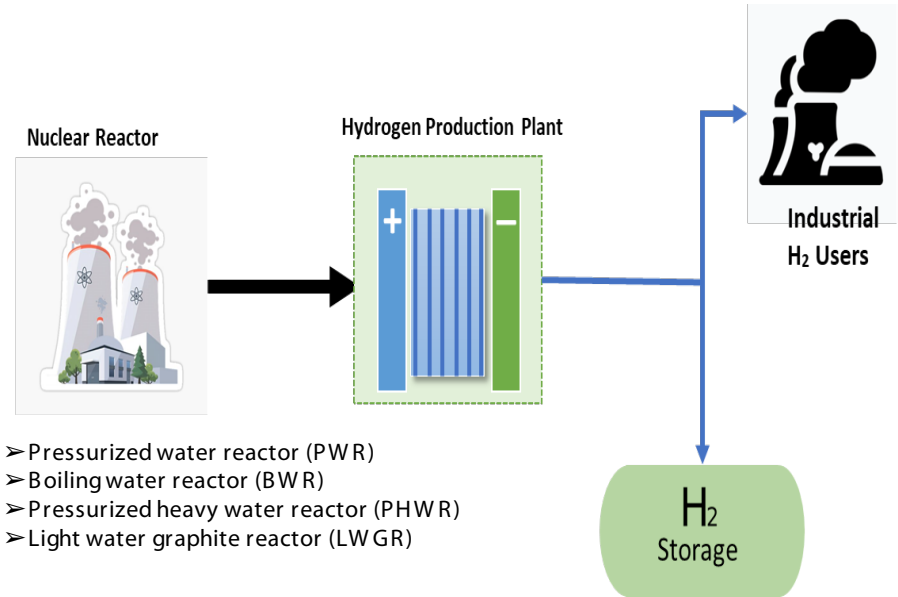 Nuclear Reactor
Hydrogen Production Plant
+
−
Industrial
H₂ Users
➢Pressurized water reactor (PWR)
➢Boiling water reactor (BWR)
➢Pressurized heavy water reactor (PHWR)
➢Light water graphite reactor (LWGR)
H₂
Storage